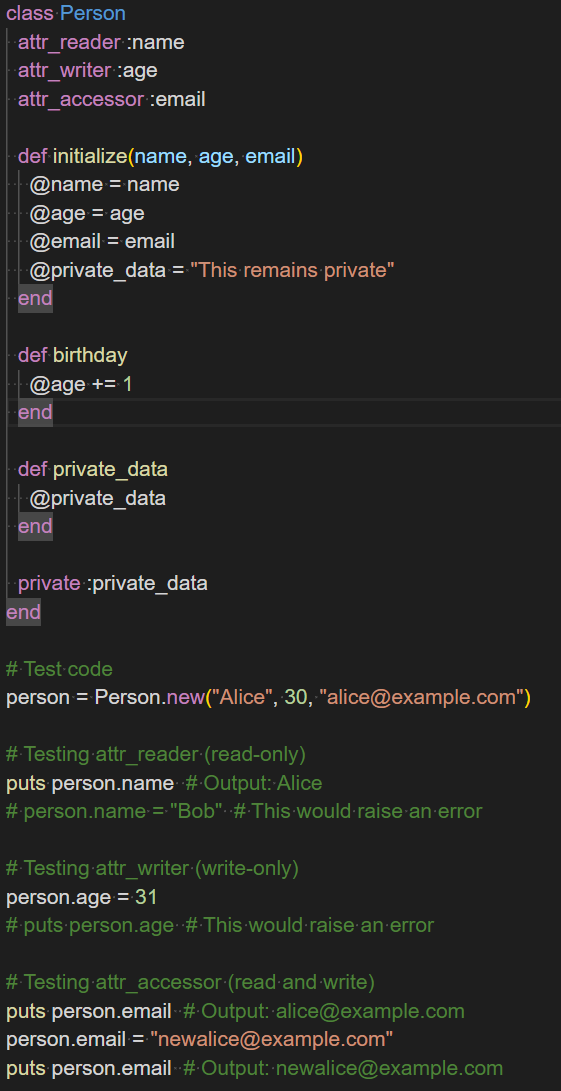 class Person
  attr_reader :name
  attr_writer :age
  attr_accessor :email

  def initialize(name, age, email)
    @name = name
    @age = age
    @email = email
    @private_data = "This remains private"
  end

  def birthday
    @age += 1
  end

  def private_data
    @private_data
  end

  private :private_data
end

# Test code
person = Person.new("Alice", 30, "alice@example.com")

# Testing attr_reader (read-only)
puts person.name  # Output: Alice
# person.name = "Bob"  # This would raise an error

# Testing attr_writer (write-only)
person.age = 31
# puts person.age  # This would raise an error

# Testing attr_accessor (read and write)
puts person.email  # Output: alice@example.com
person.email = "newalice@example.com"
puts person.email  # Output: newalice@example.com